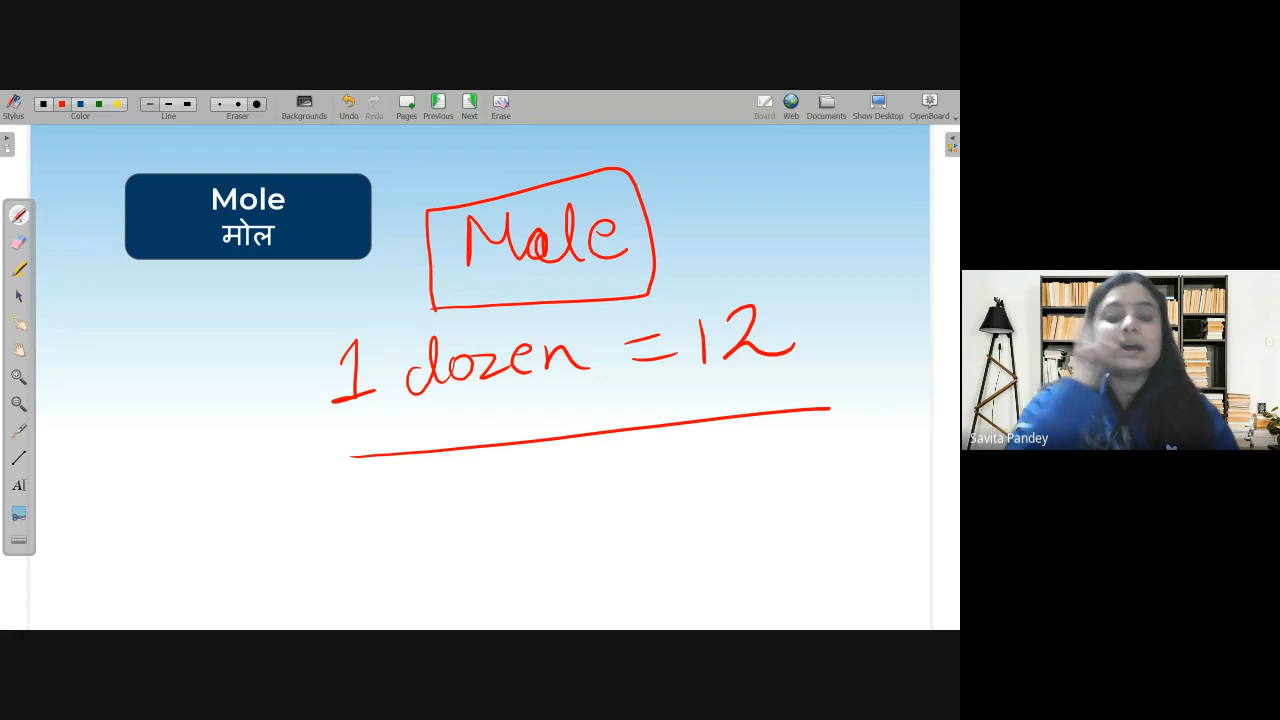 Stylus
Color
Line
Eraser
Backgrounds
Undo
Redo
Pages
Previous
Next
Erase
Board
Web
Documents
Show Desktop
OpenBoard
Mole
मोल
Mole
1 dozen = 12
Savita Pandey